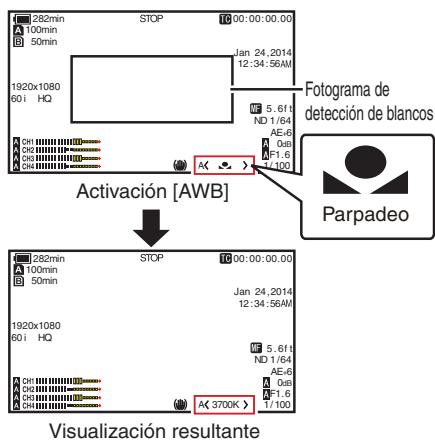 282min STOP TC 00:00:00.00
A 100min
B 50min
Jan 24,2014
12:34:56AM
1920x1080
60i HQ
MF 5.6ft
ND 1/64
AE+6
A 0dB
A F1.6
1/100
A CH1
A CH2
A CH3
A CH4
A
Fotograma de
detección de blancos
Parpadeo
Activación [AWB]
282min STOP TC 00:00:00.00
A 100min
B 50min
Jan 24,2014
12:34:56AM
1920x1080
60i HQ
MF 5.6ft
ND 1/64
AE+6
A 0dB
A F1.6
1/100
A CH1
A CH2
A CH3
A CH4
A 3700K
Visualización resultante